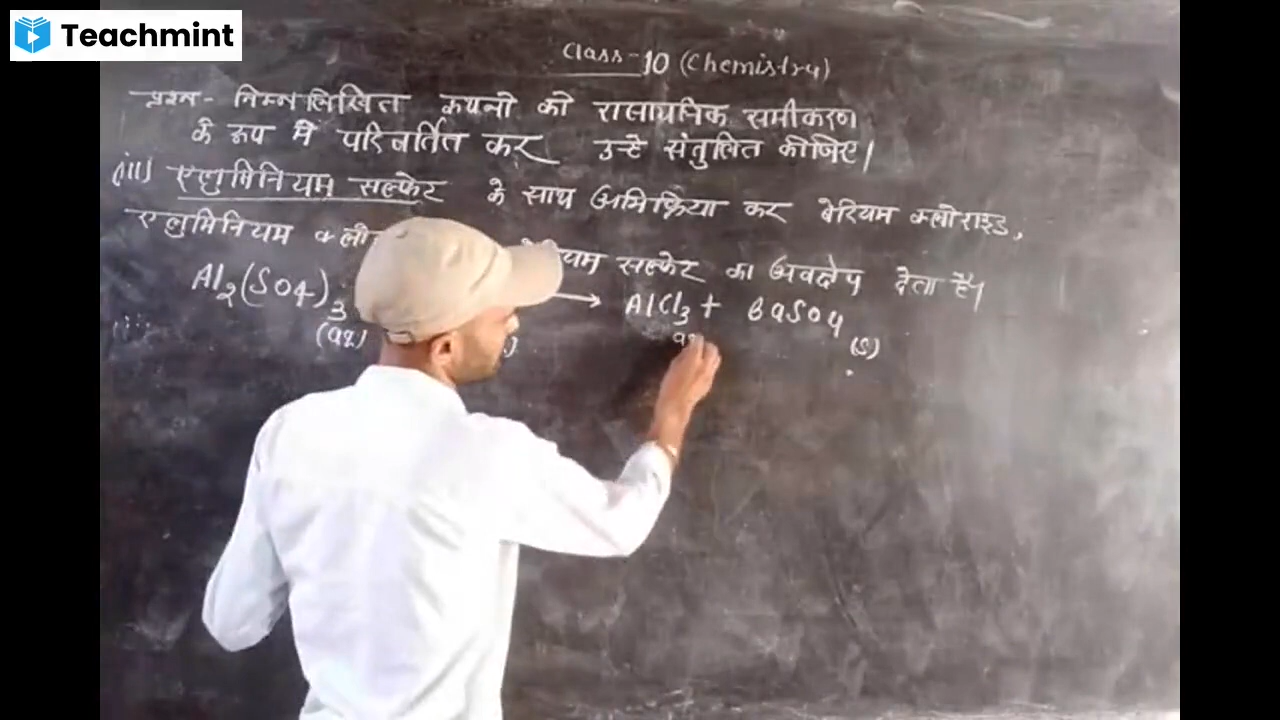 Teachmint
Class-10 (Chemistry)
प्रश्न- निम्नलिखित कथनो को रासायनिक समीकरण
के रूप में परिवर्तित कर उन्हे संतुलित कीजिए।
(iii) एलुमिनियम सल्फेट के साथ अभिक्रिया कर बेरियम क्लोराइड,
एलुमिनियम क्लो यम सल्फेट का अवक्षेप देता है।
Al₂(SO4)₃ → AlCl₃ + BaSO₄
(aq) (s)